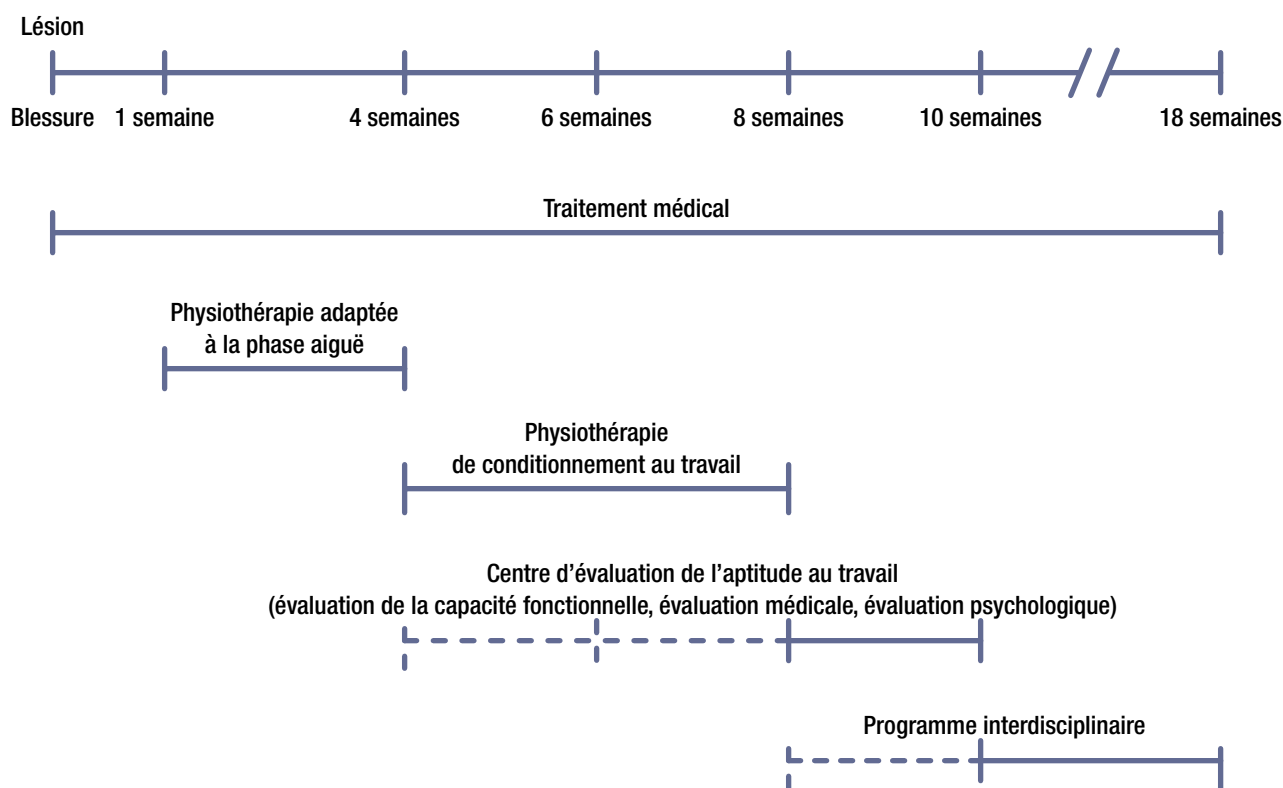 Lésion
Blessure 1 semaine 4 semaines 6 semaines 8 semaines 10 semaines 18 semaines
Traitement médical
Physiothérapie adaptée
à la phase aiguë
Physiothérapie
de conditionnement au travail
Centre d’évaluation de l’aptitude au travail
(évaluation de la capacité fonctionnelle, évaluation médicale, évaluation psychologique)
Programme interdisciplinaire